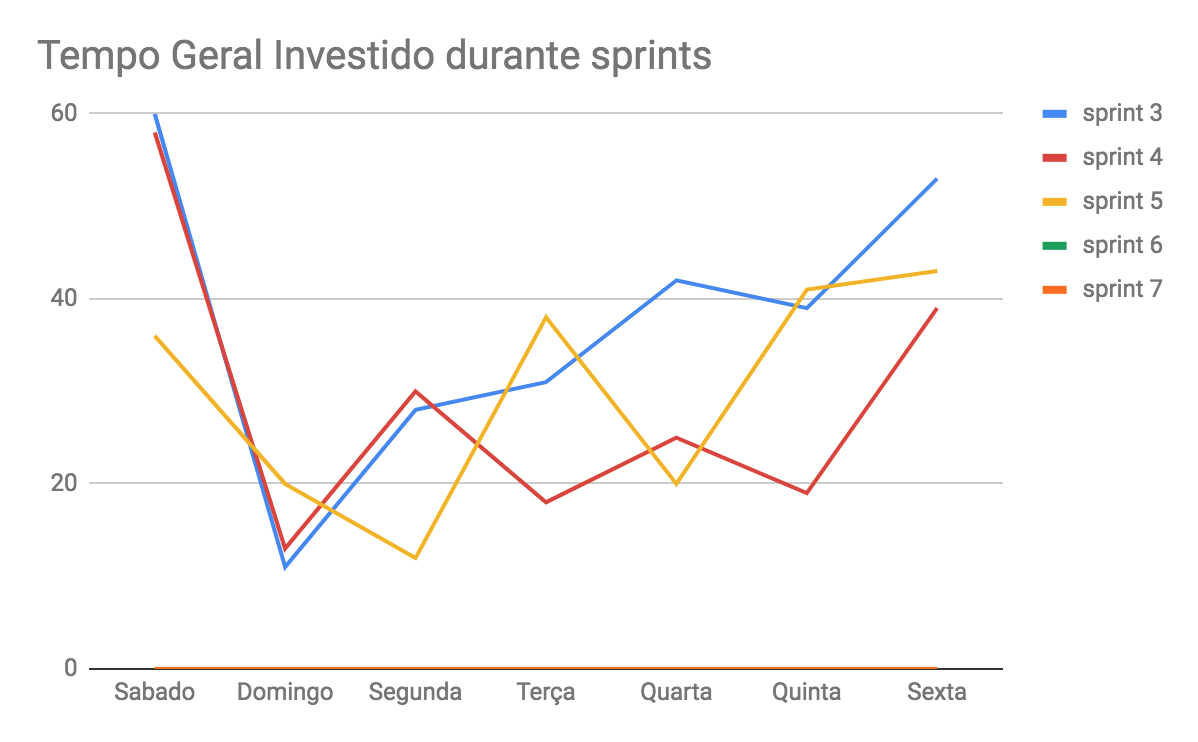 Tempo Geral Investido durante sprints
60
40
20
0
Sabado Domingo Segunda Terça Quarta Quinta Sexta
sprint 3
sprint 4
sprint 5
sprint 6
sprint 7